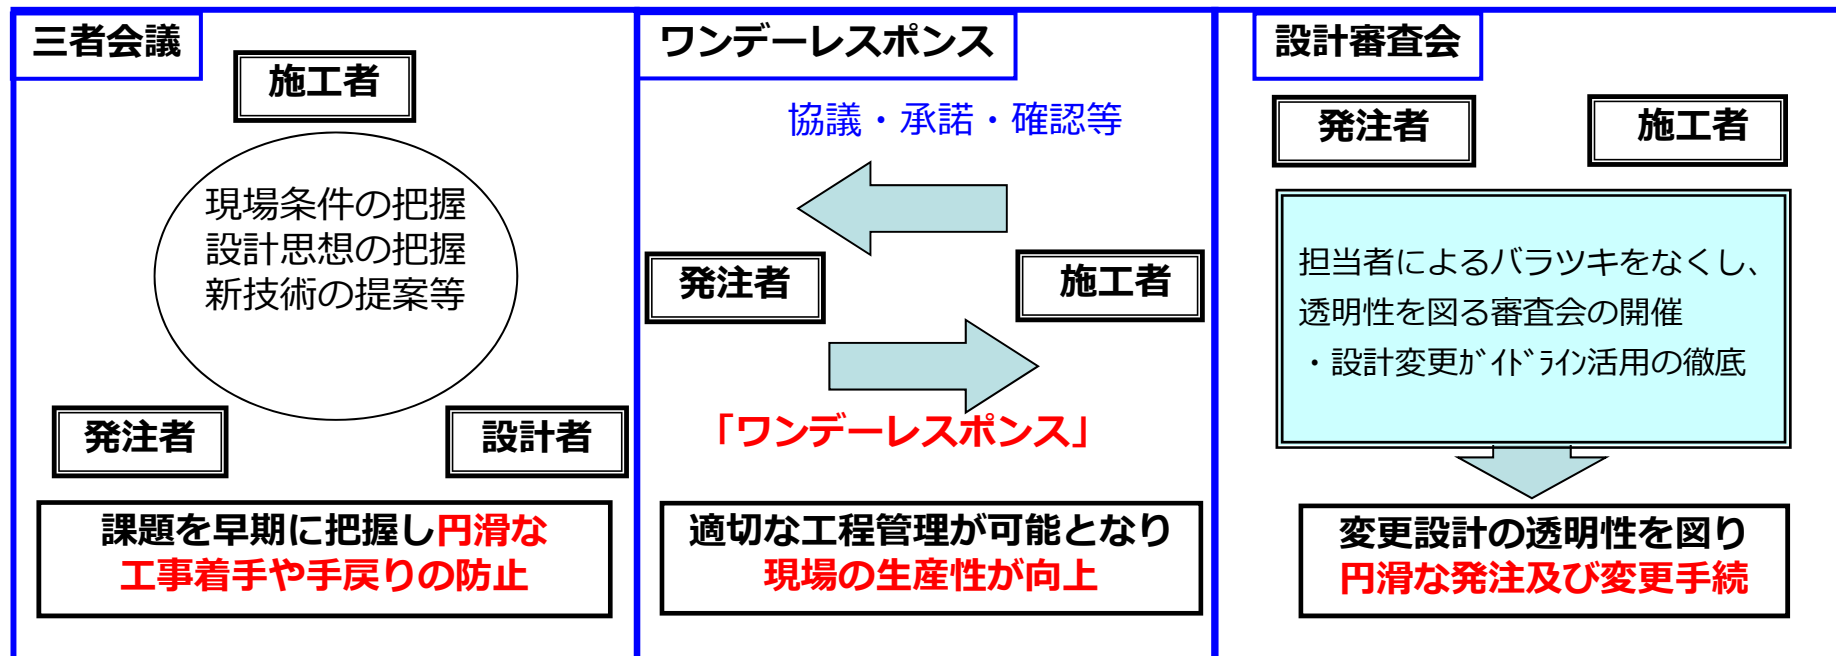 三者会議
施工者
現場条件の把握
設計思想の把握
新技術の提案等
発注者
設計者
課題を早期に把握し円滑な
工事着手や手戻りの防止
ワンデーレスポンス
協議・承諾・確認等
発注者
施工者
「ワンデーレスポンス」
適切な工程管理が可能となり
現場の生産性が向上
設計審査会
発注者
施工者
担当者によるバラツキをなくし、
透明性を図る審査会の開催
・設計変更ｶﾞｲﾄﾞﾗｲﾝ活用の徹底
変更設計の透明性を図り
円滑な発注及び変更手続